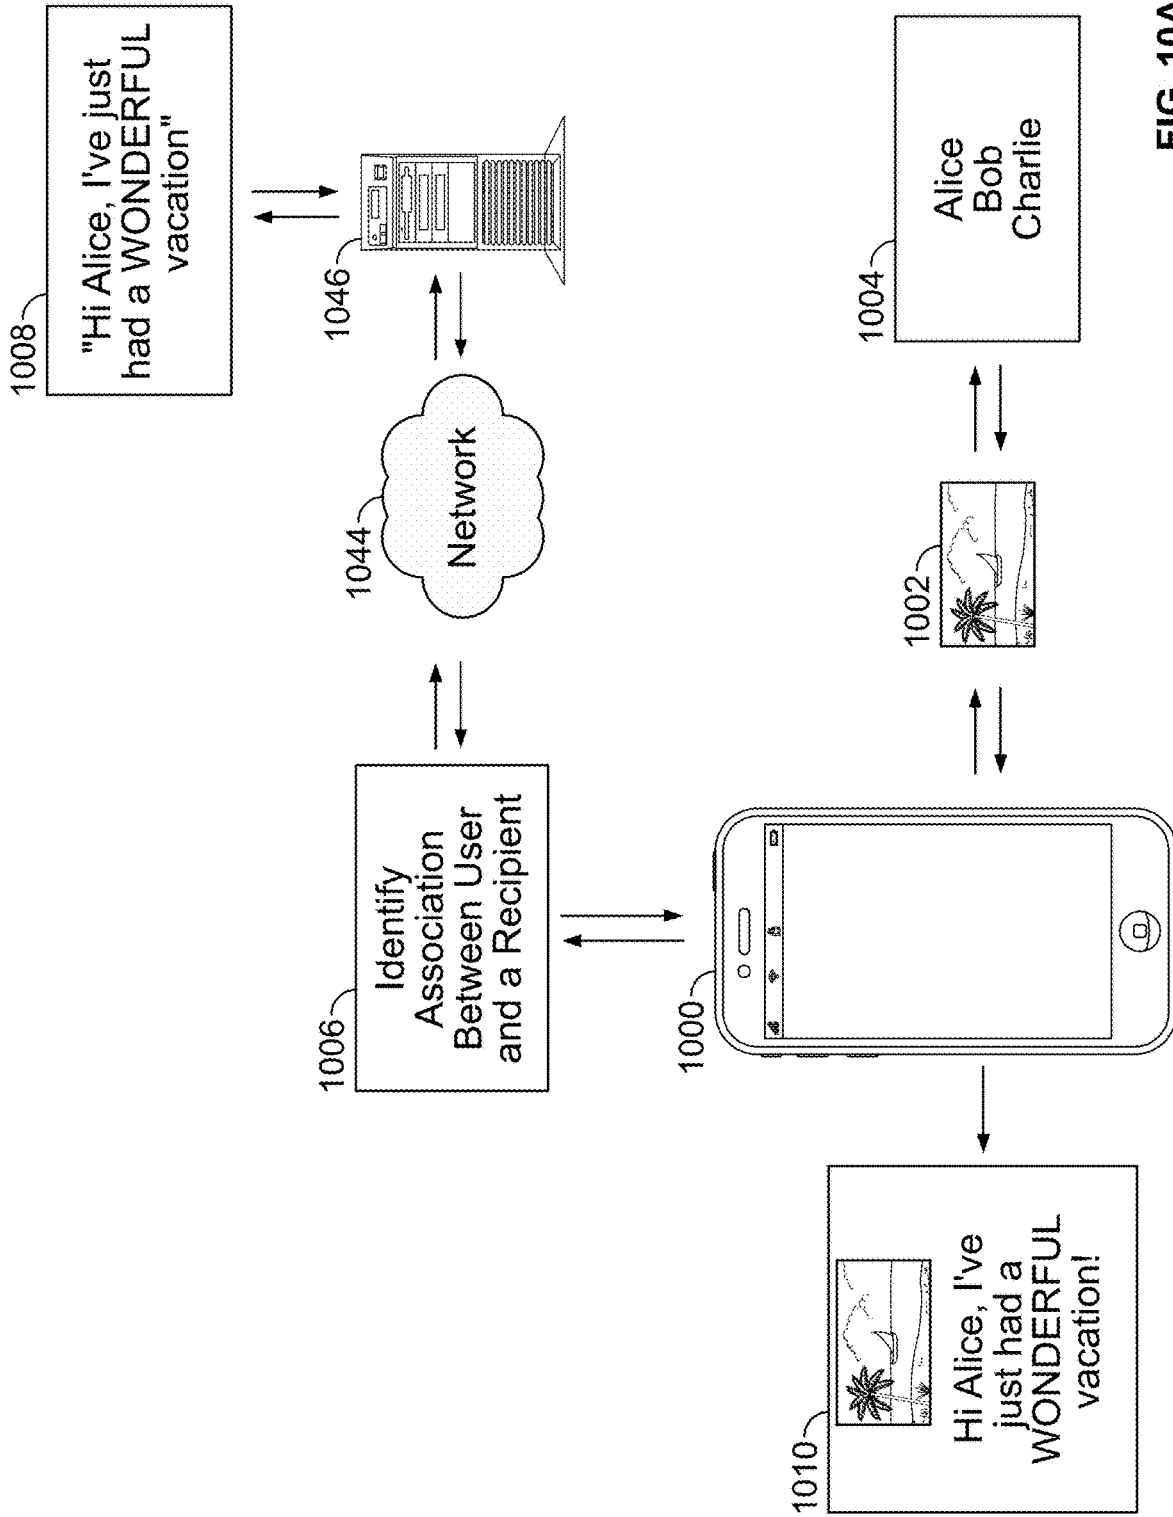 1008
"Hi Alice, I've just
had a WONDERFUL
vacation"
1006
Identify
Association
Between User
and a Recipient
1044
Network
1046
1010
Hi Alice, I've
just had a
WONDERFUL
vacation!
1000
1002
1004
Alice
Bob
Charlie
FIG. 10A